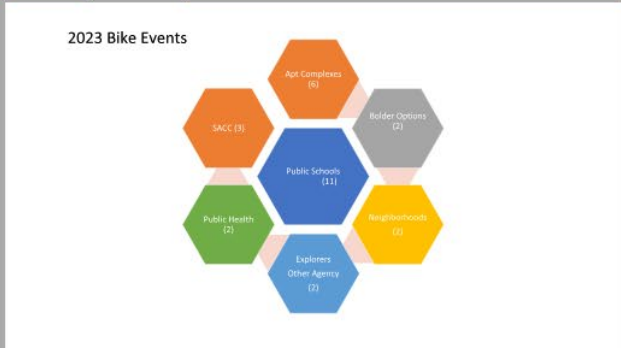 2023 Bike Events
Apt Complexes
(6)
Bolder Options
(2)
SACC (3)
Public Schools
(11)
Public Health
(2)
Neighborhoods
(2)
Explorers
Other Agency
(2)